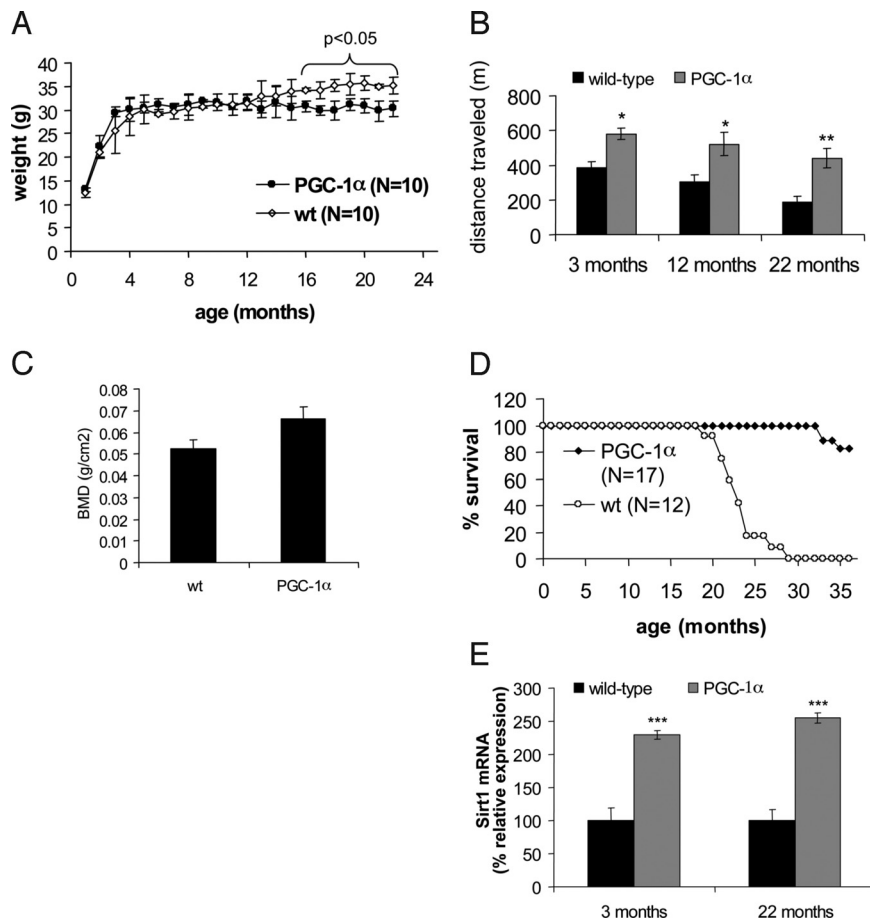 A
p<0.05
weight (g)
40
35
30
25
20
15
10
5
0
PGC-1α (N=10)
wt (N=10)
0 4 8 12 16 20 24
age (months)
B
wild-type PGC-1α
distance traveled (m)
800
600
400
200
0
* * **
3 months 12 months 22 months
C
BMD (g/cm2)
0.08
0.07
0.06
0.05
0.04
0.03
0.02
0.01
0
wt PGC-1α
D
% survival
120
100
80
60
40
20
0
PGC-1α
(N=17)
wt (N=12)
0 5 10 15 20 25 30 35
age (months)
E
wild-type PGC-1α
Sirt1 mRNA
(% relative expression)
300
250
200
150
100
50
0
*** ***
3 months 22 months